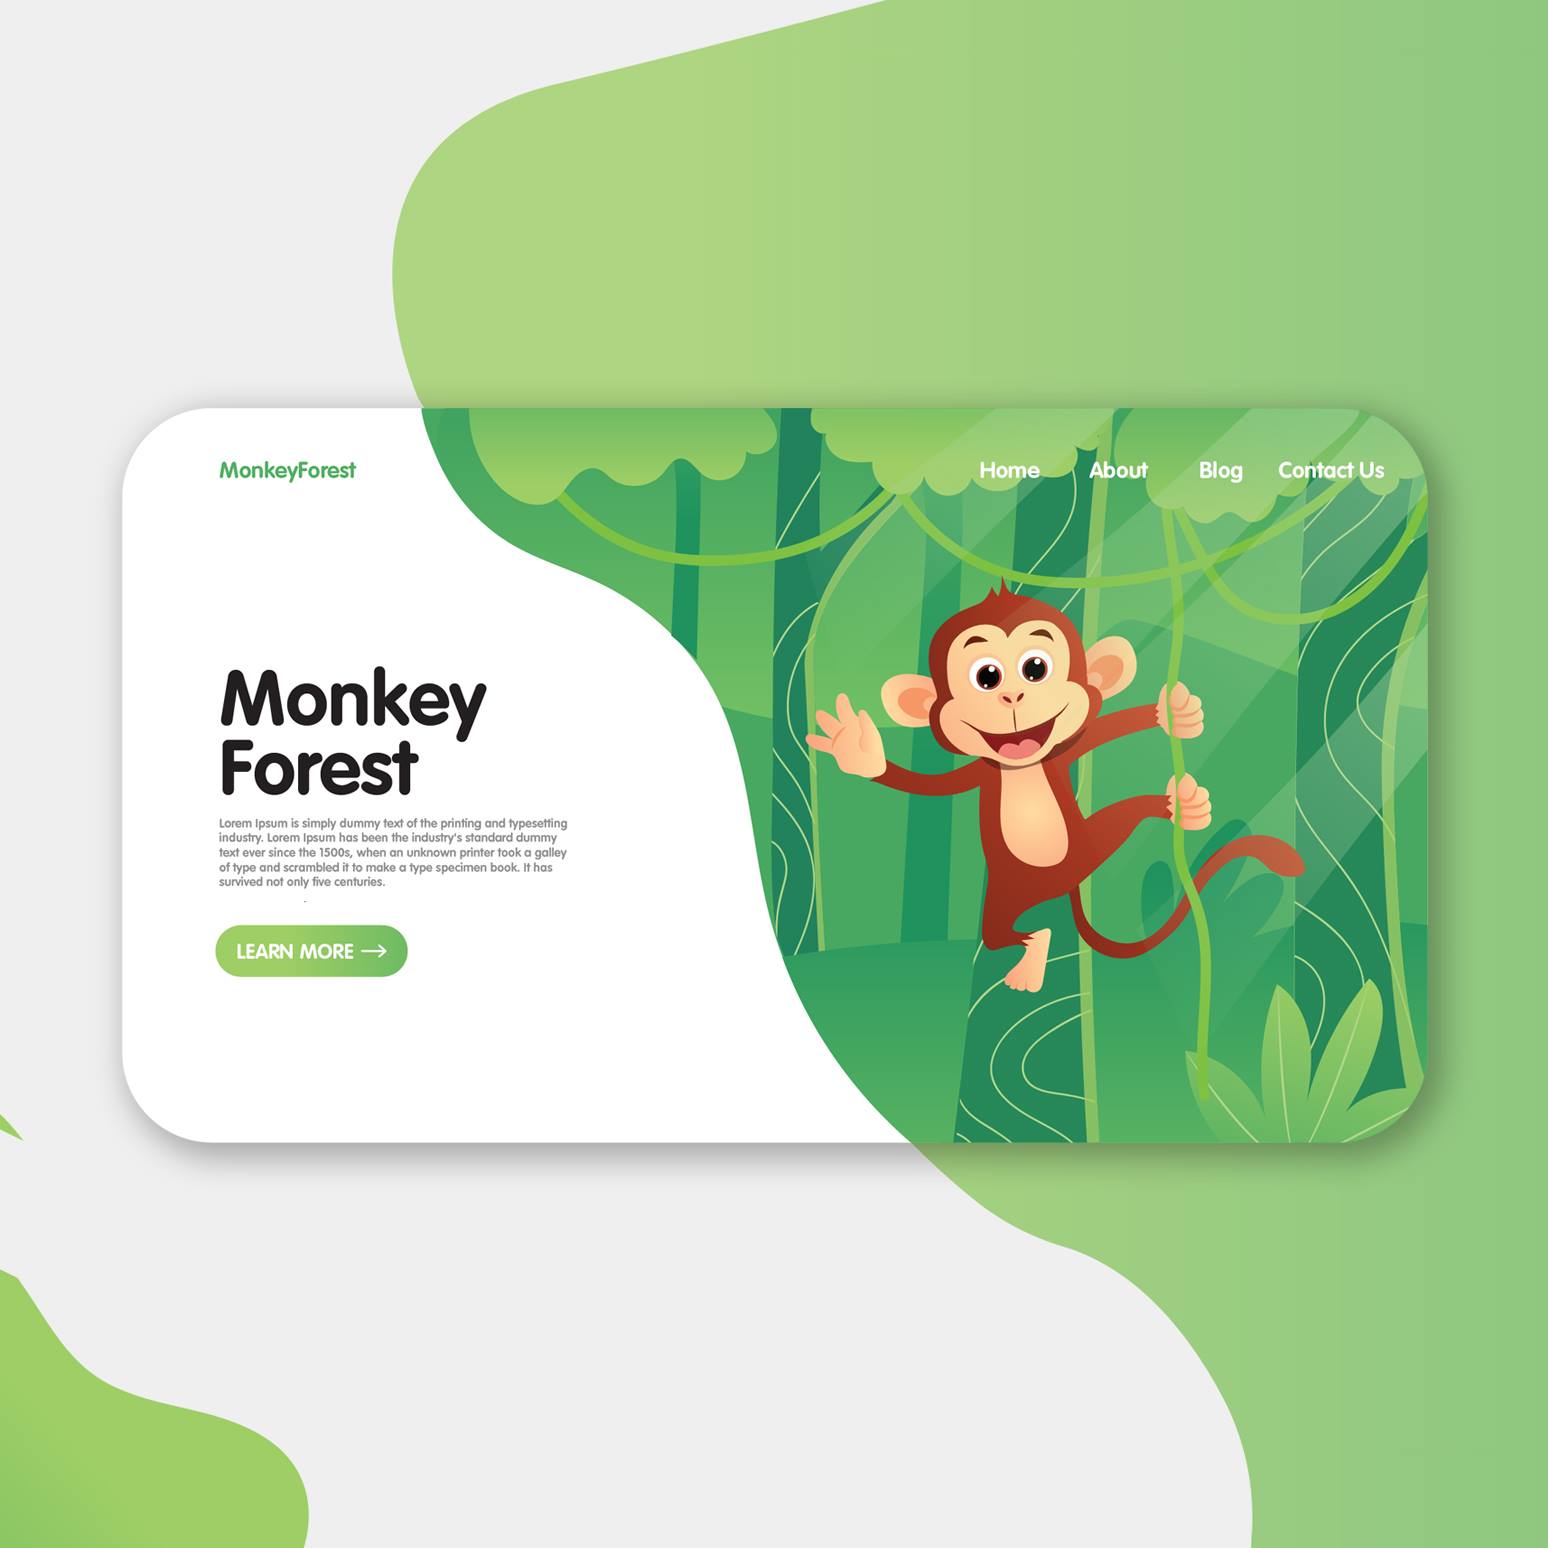 MonkeyForest
Home About Blog Contact Us
Monkey
Forest
Lorem Ipsum is simply dummy text of the printing and typesetting
industry. Lorem Ipsum has been the industry's standard dummy
text ever since the 1500s, when an unknown printer took a galley
of type and scrambled it to make a type specimen book. It has
survived not only five centuries.
LEARN MORE →